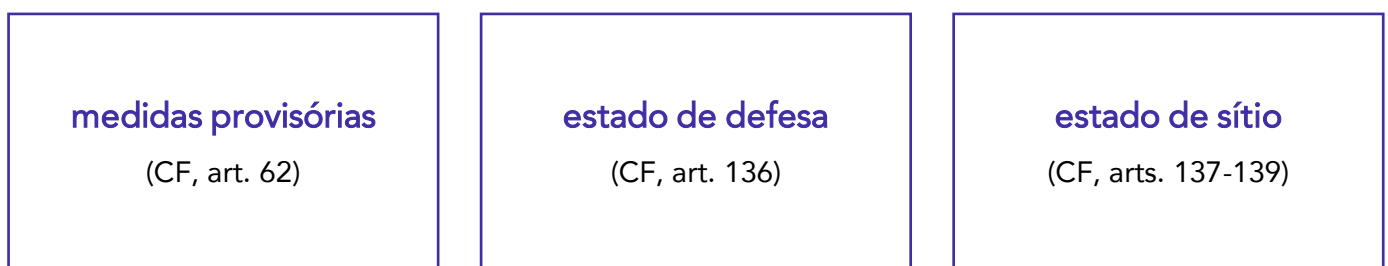 medidas provisórias
(CF, art. 62)
estado de defesa
(CF, art. 136)
estado de sítio
(CF, arts. 137-139)